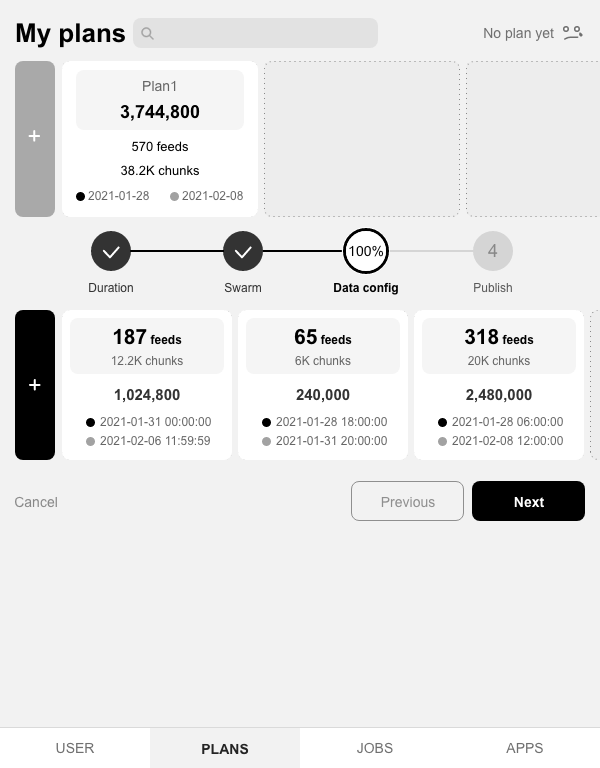 My plans
No plan yet
+
Plan1
3,744,800
570 feeds
38.2K chunks
2021-01-28 2021-02-08
100% 4
Duration Swarm Data config Publish
+
187 feeds 65 feeds 318 feeds
12.2K chunks 6K chunks 20K chunks
1,024,800 240,000 2,480,000
2021-01-31 00:00:00 2021-01-28 18:00:00 2021-01-28 06:00:00
2021-02-06 11:59:59 2021-01-31 20:00:00 2021-02-08 12:00:00
Cancel Previous Next
USER PLANS JOBS APPS